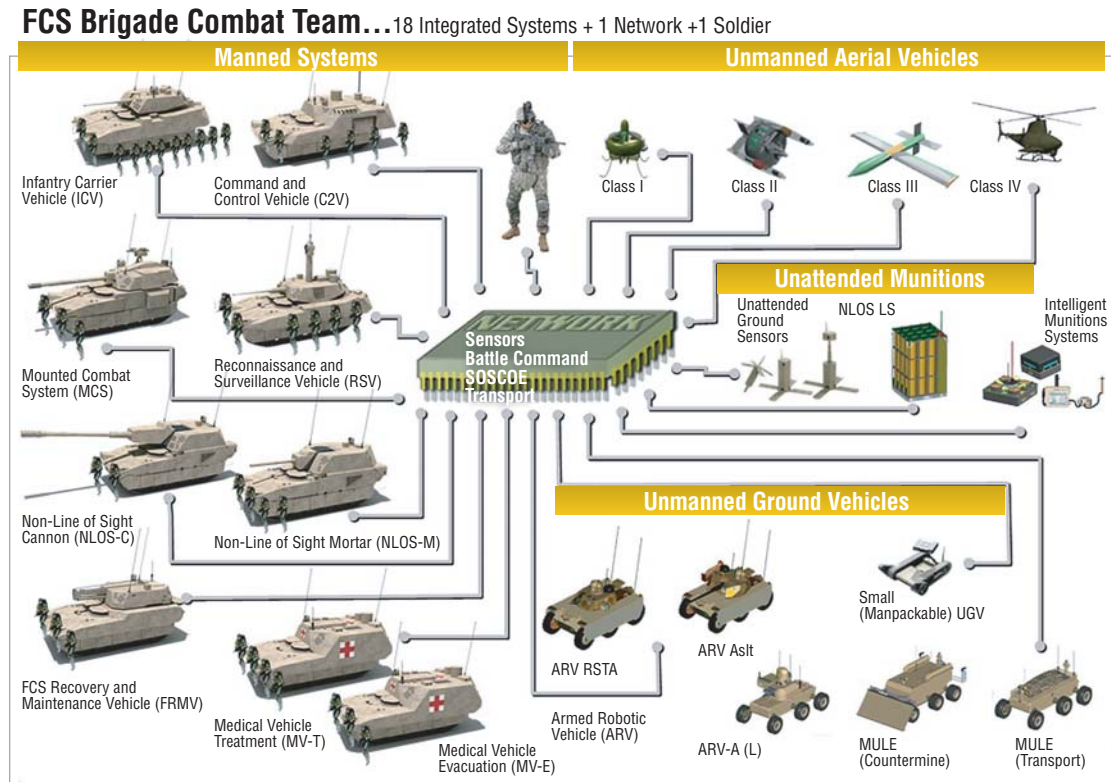 FCS Brigade Combat Team...18 Integrated Systems + 1 Network +1 Soldier
Manned Systems
Unmanned Aerial Vehicles
Infantry Carrier
Vehicle (ICV)
Command and
Control Vehicle (C2V)
Class I
Class II
Class III
Class IV
Mounted Combat
System (MCS)
Reconnaissance and
Surveillance Vehicle (RSV)
NETWORK
Sensors
Battle Command
SOSCOE
Transport
Unattended Munitions
Unattended
Ground
Sensors
NLOS LS
Intelligent
Munitions
Systems
Non-Line of Sight
Cannon (NLOS-C)
Non-Line of Sight Mortar (NLOS-M)
Unmanned Ground Vehicles
Small
(Manpackable) UGV
ARV RSTA
ARV Aslt
FCS Recovery and
Maintenance Vehicle (FRMV)
Medical Vehicle
Treatment (MV-T)
Medical Vehicle
Evacuation (MV-E)
Armed Robotic
Vehicle (ARV)
ARV-A (L)
MULE
(Countermine)
MULE
(Transport)